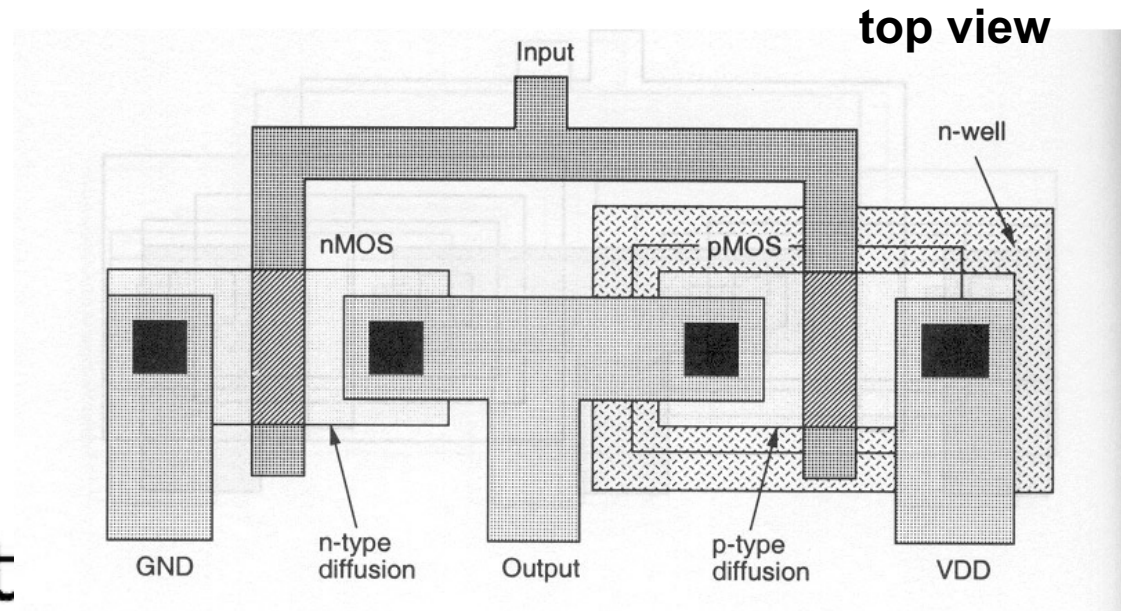 top view
Input
n-well
nMOS
pMOS
t
GND
n-type
diffusion
Output
p-type
diffusion
VDD